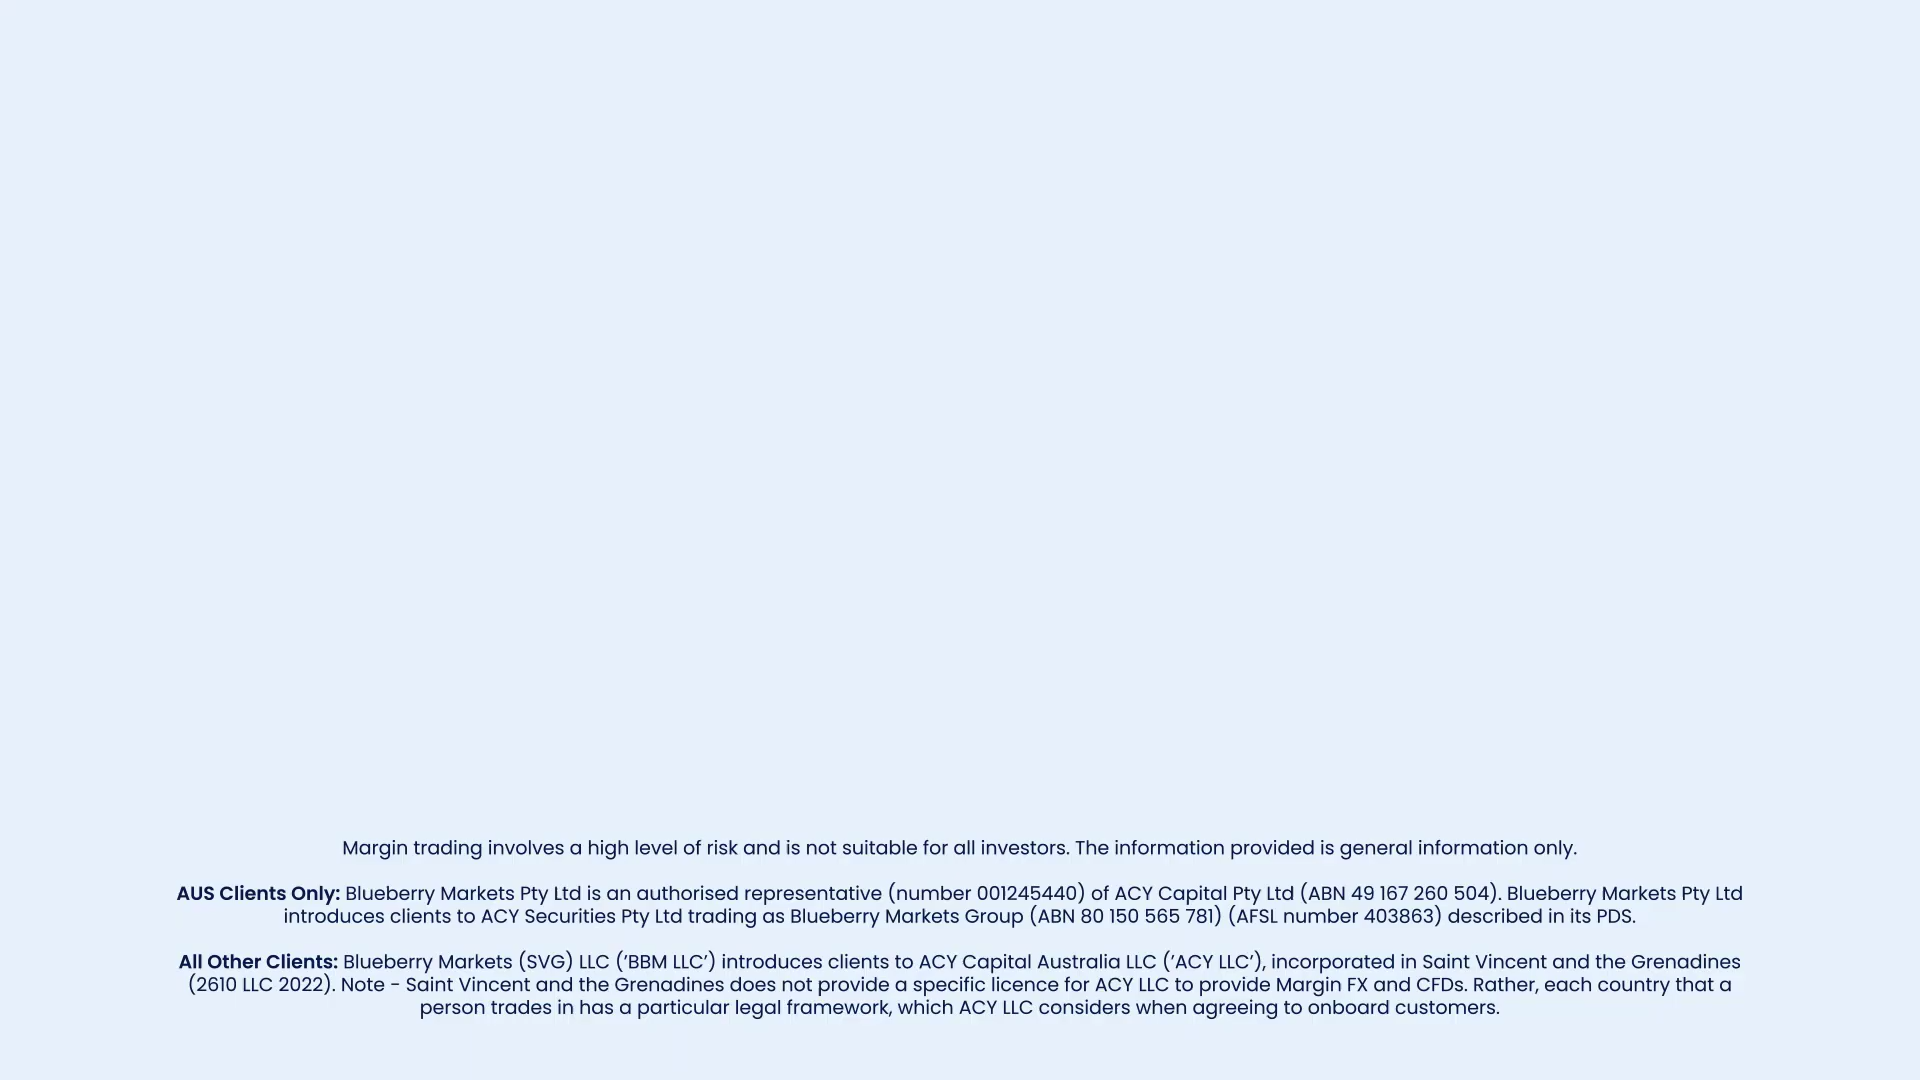 Margin trading involves a high level of risk and is not suitable for all investors. The information provided is general information only.
AUS Clients Only: Blueberry Markets Pty Ltd is an authorised representative (number 001245440) of ACY Capital Pty Ltd (ABN 49 167 260 504). Blueberry Markets Pty Ltd
introduces clients to ACY Securities Pty Ltd trading as Blueberry Markets Group (ABN 80 150 565 781) (AFSL number 403863) described in its PDS.
All Other Clients: Blueberry Markets (SVG) LLC (’BBM LLC’) introduces clients to ACY Capital Australia LLC (’ACY LLC’), incorporated in Saint Vincent and the Grenadines
(2610 LLC 2022). Note - Saint Vincent and the Grenadines does not provide a specific licence for ACY LLC to provide Margin FX and CFDs. Rather, each country that a
person trades in has a particular legal framework, which ACY LLC considers when agreeing to onboard customers.